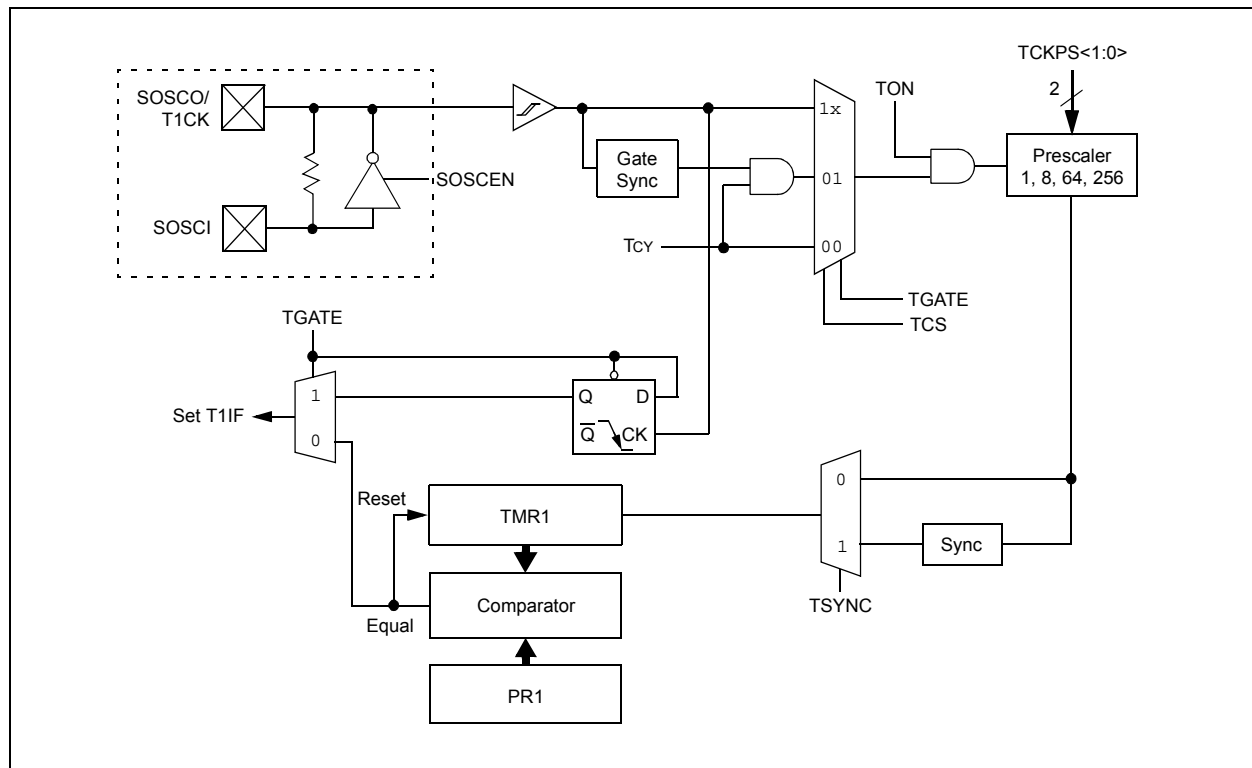 TCKPS<1:0>
2
SOSCO/
T1CK
TON
1x
Gate
Sync
Prescaler
1, 8, 64, 256
SOSCEN
01
SOSCI
TCY
00
TGATE
TCS
TGATE
1
Q
D
Set T1IF
Q
CK
0
Reset
TMR1
0
1
Sync
Comparator
TSYNC
Equal
PR1